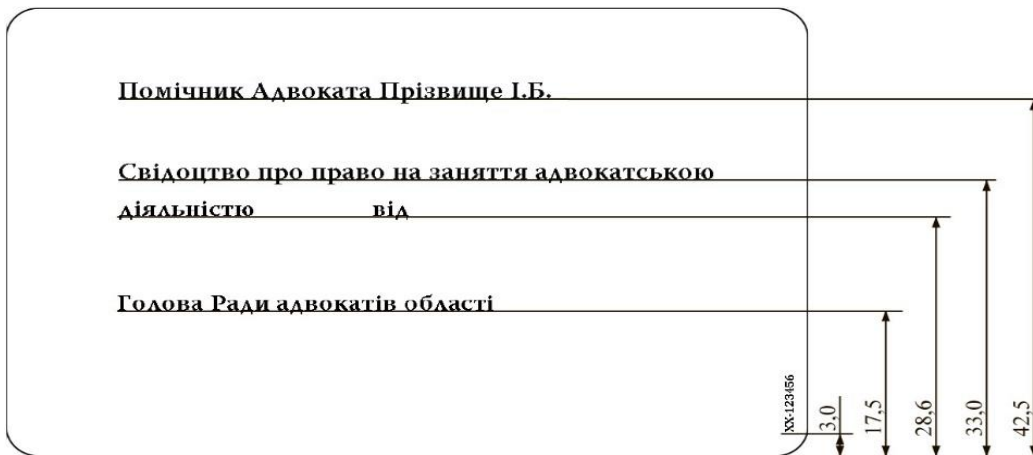 Помічник Адвоката Прізвище І.Б.
Свідоцтво про право на заняття адвокатською
діяльністю від
Голова Ради адвокатів області
XX-123456
3,0
17,5
28,6
33,0
42,5